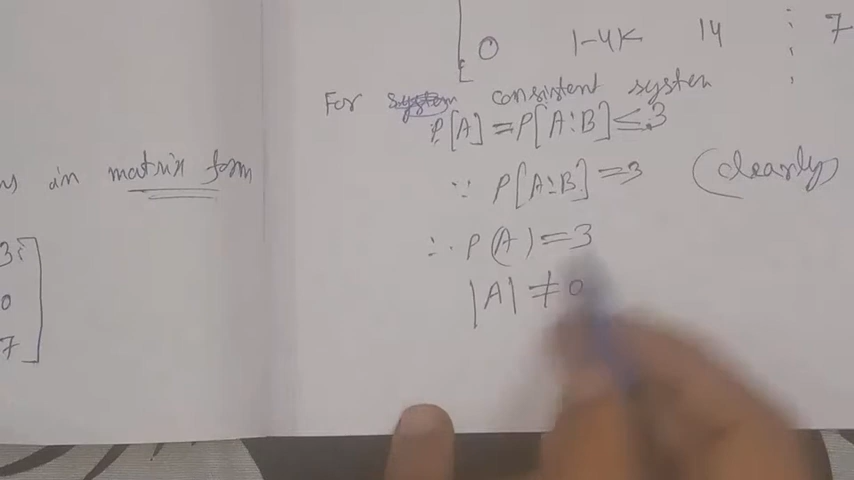 ns in matrix form
3
0
7
0 1-4K 14 : 7
For system consistent system
P[A] = P[A:B] ≤ 3
∵ P[A:B] = 3 (clearly)
∴ P(A) = 3
|A| ≠ 0